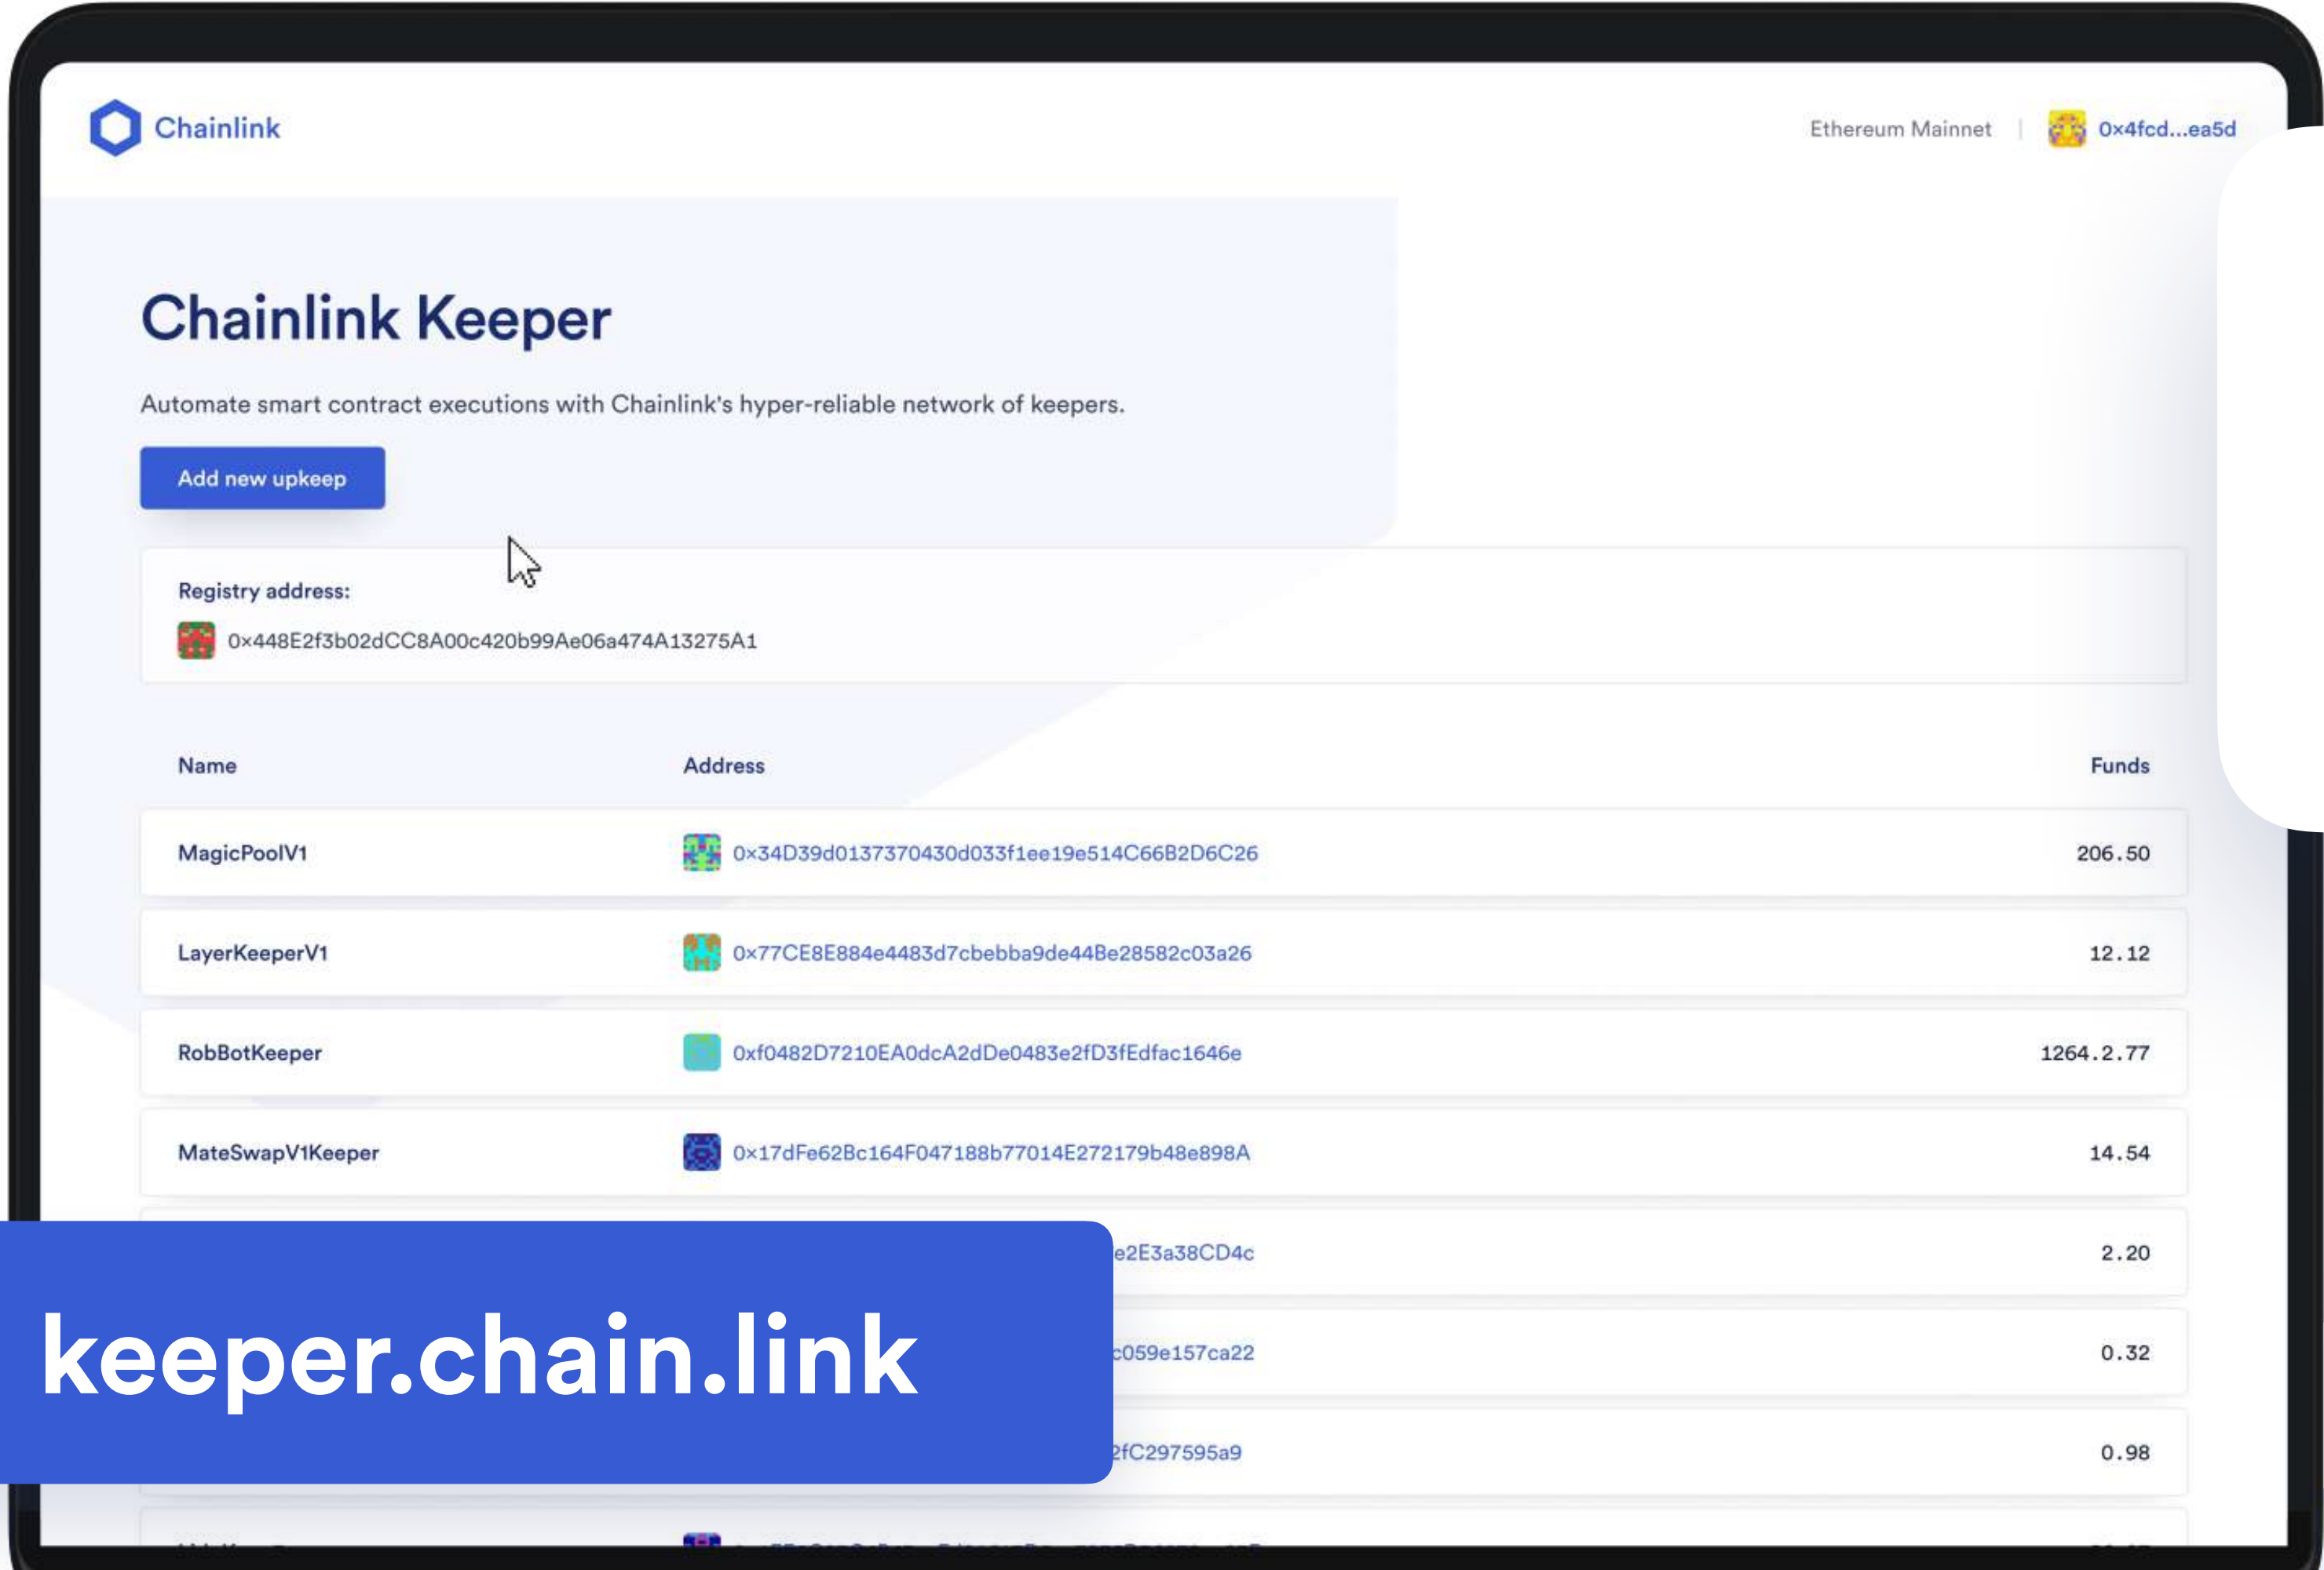 Chainlink
Ethereum Mainnet | 0x4fcd...ea5d
Chainlink Keeper
Automate smart contract executions with Chainlink's hyper-reliable network of keepers.
Add new upkeep
Registry address:
0x448E2f3b02dCC8A00c420b99Ae06a474A13275A1
Name Address Funds
MagicPoolV1 0x34D39d0137370430d033f1ee19e514C66B2D6C26 206.50
LayerKeeperV1 0x77CE8E884e4483d7cbebba9de44Be28582c03a26 12.12
RobBotKeeper 0xf0482D7210EA0dcA2dDe0483e2fD3fEdfac1646e 1264.2.77
MateSwapV1Keeper 0x17dFe62Bc164F047188b77014E272179b48e898A 14.54
e2E3a38CD4c 2.20
c059e157ca22 0.32
2fC297595a9 0.98
keeper.chain.link